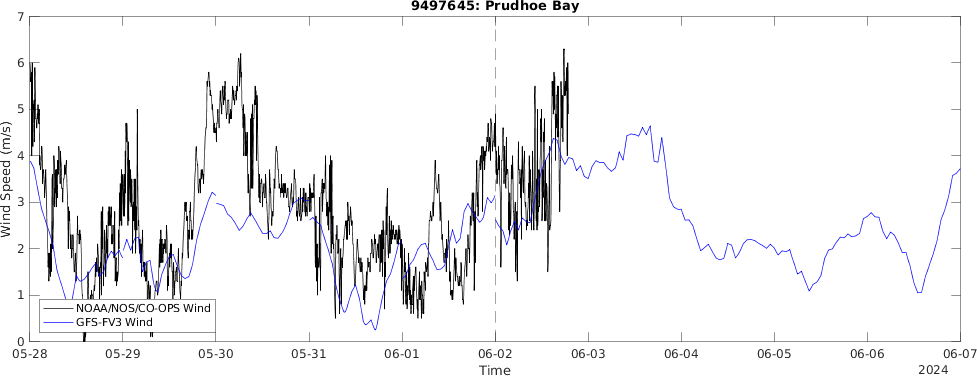 9497645: Prudhoe Bay
7
6
5
4
3
2
1
0
Wind Speed (m/s)
NOAA/NOS/CO-OPS Wind
GFS-FV3 Wind
05-28 05-29 05-30 05-31 06-01 06-02 06-03 06-04 06-05 06-06 06-07
Time
2024